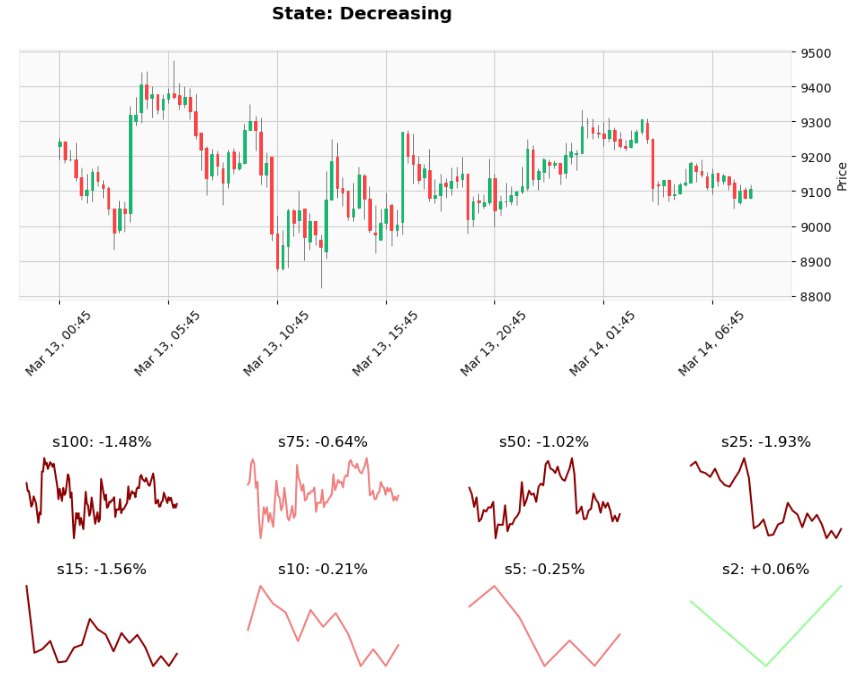 State: Decreasing
9500
9400
9300
9200
9100
9000
8900
8800
Price
Mar 13, 00:45
Mar 13, 05:45
Mar 13, 10:45
Mar 13, 15:45
Mar 13, 20:45
Mar 14, 01:45
Mar 14, 06:45
s100: -1.48%
s75: -0.64%
s50: -1.02%
s25: -1.93%
s15: -1.56%
s10: -0.21%
s5: -0.25%
s2: +0.06%